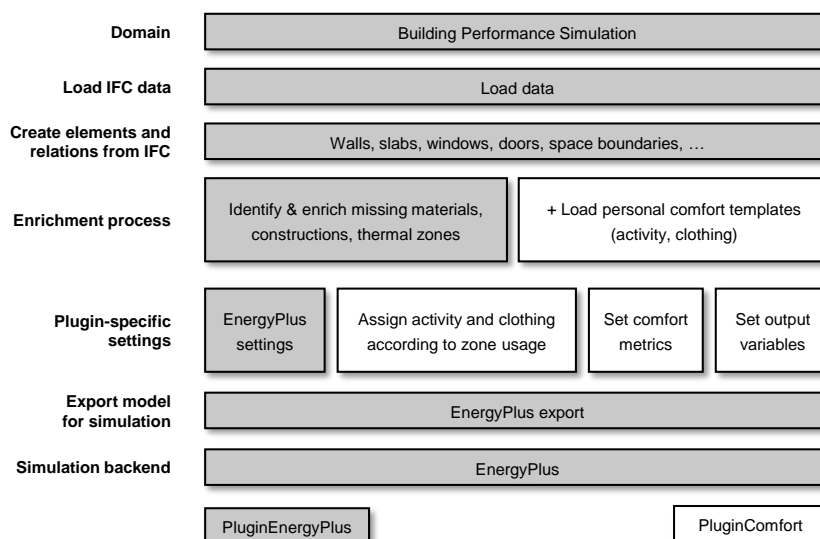 Domain
Building Performance Simulation
Load IFC data
Load data
Create elements and
relations from IFC
Walls, slabs, windows, doors, space boundaries, …
Enrichment process
Identify & enrich missing materials,
constructions, thermal zones
+ Load personal comfort templates
(activity, clothing)
Plugin-specific
settings
EnergyPlus
settings
Assign activity and clothing
according to zone usage
Set comfort
metrics
Set output
variables
Export model
for simulation
EnergyPlus export
Simulation backend
EnergyPlus
PluginEnergyPlus
PluginComfort